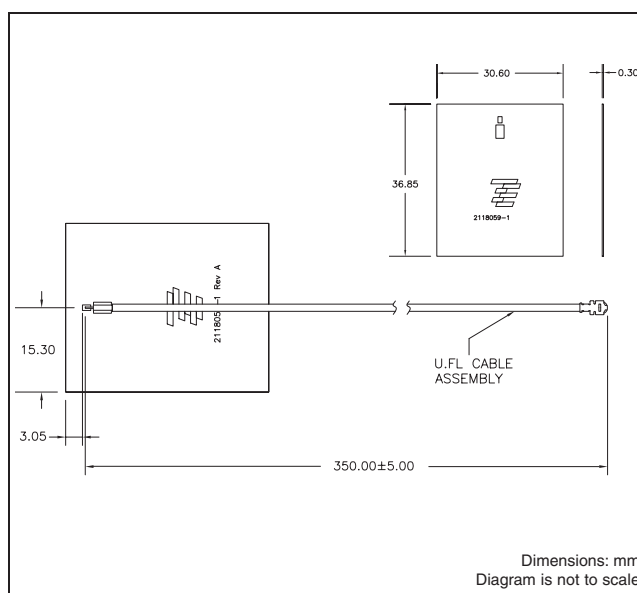 30.60
0.30
36.85
2118059-1
2118059-1 Rev A
15.30
U.FL CABLE
ASSEMBLY
3.05
350.00±5.00
Dimensions: mm
Diagram is not to scale